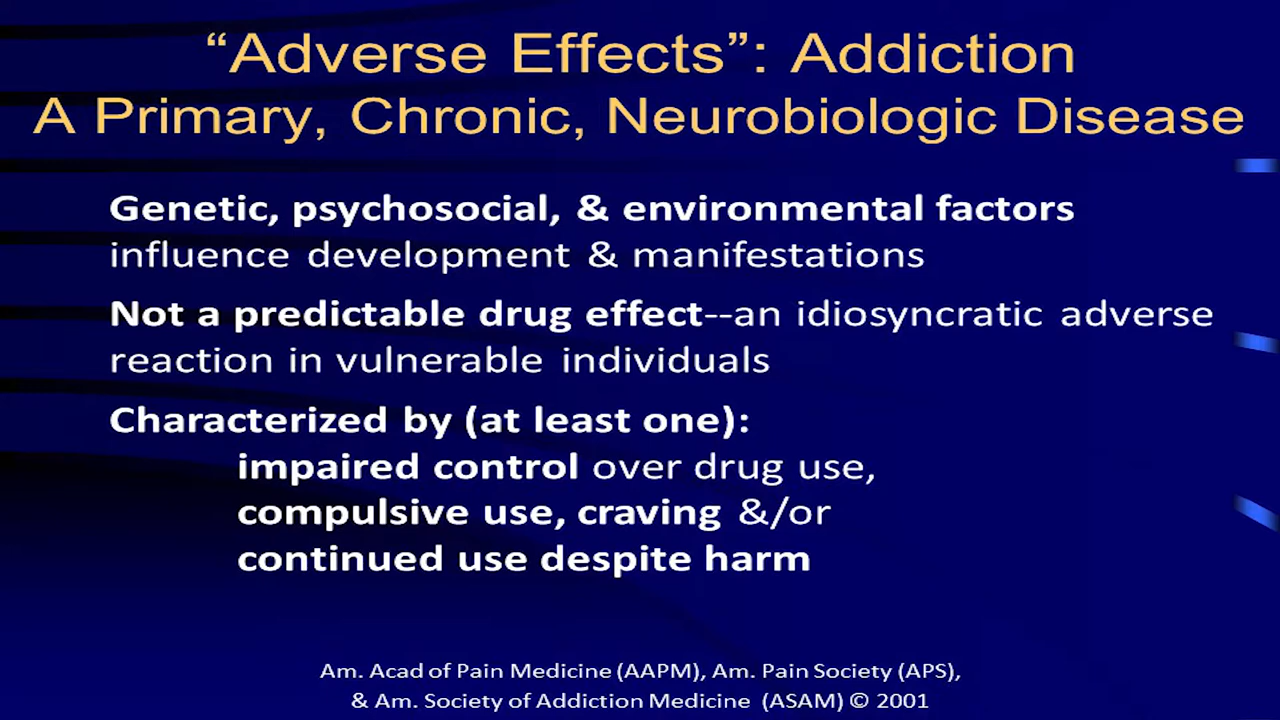 “Adverse Effects”: Addiction
A Primary, Chronic, Neurobiologic Disease
Genetic, psychosocial, & environmental factors
influence development & manifestations
Not a predictable drug effect--an idiosyncratic adverse
reaction in vulnerable individuals
Characterized by (at least one):
impaired control over drug use,
compulsive use, craving &/or
continued use despite harm
Am. Acad of Pain Medicine (AAPM), Am. Pain Society (APS),
& Am. Society of Addiction Medicine (ASAM) © 2001